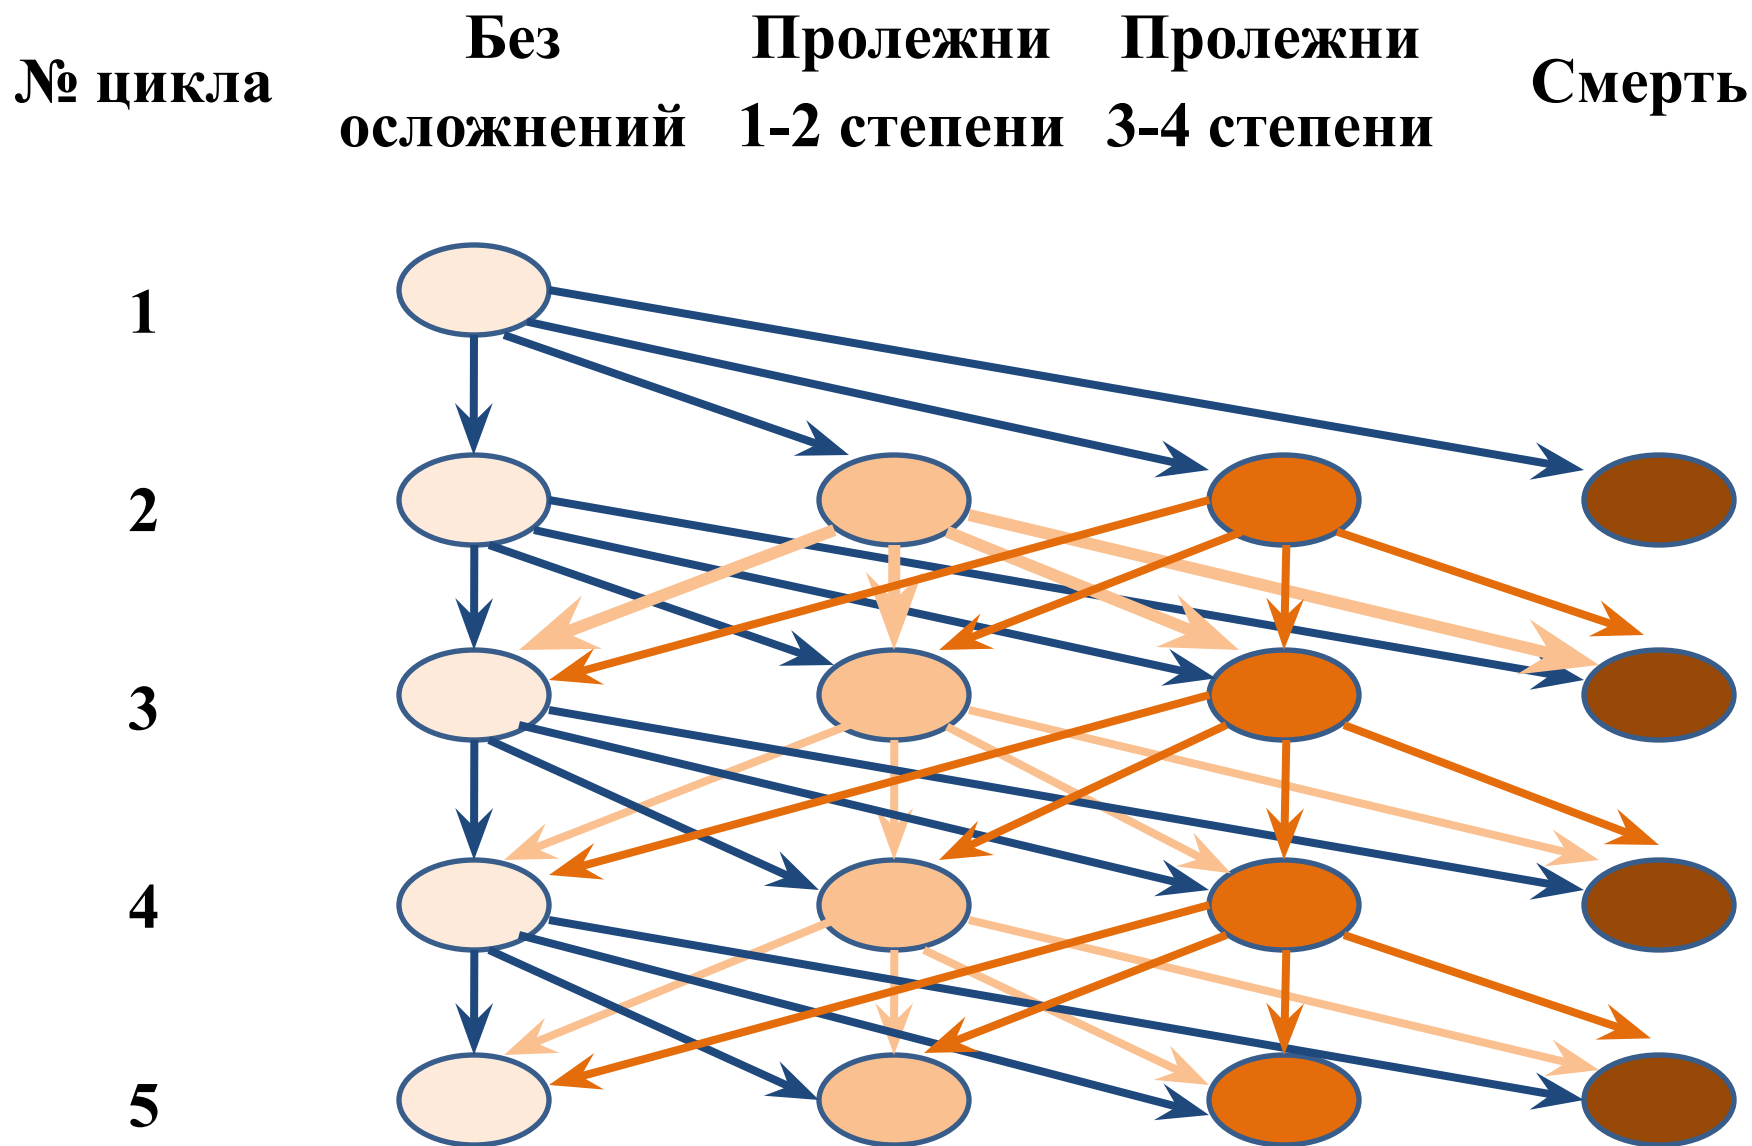 № цикла
Без
осложнений
Пролежни
1-2 степени
Пролежни
3-4 степени
Смерть
1
2
3
4
5